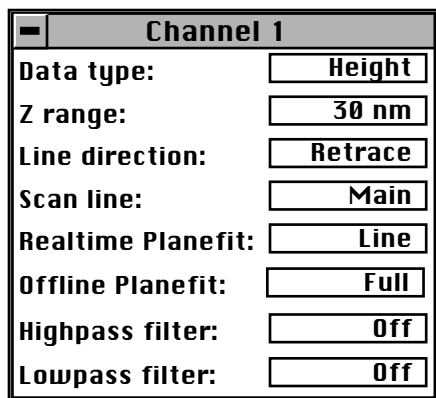 Channel 1
Data type: Height
Z range: 30 nm
Line direction: Retrace
Scan line: Main
Realtime Planefit: Line
Offline Planefit: Full
Highpass filter: Off
Lowpass filter: Off